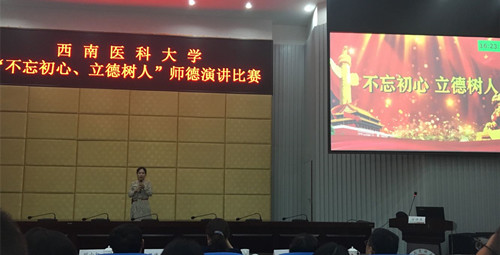 西南医科大学
“不忘初心、立德树人”师德演讲比赛
不忘初心 立德树人